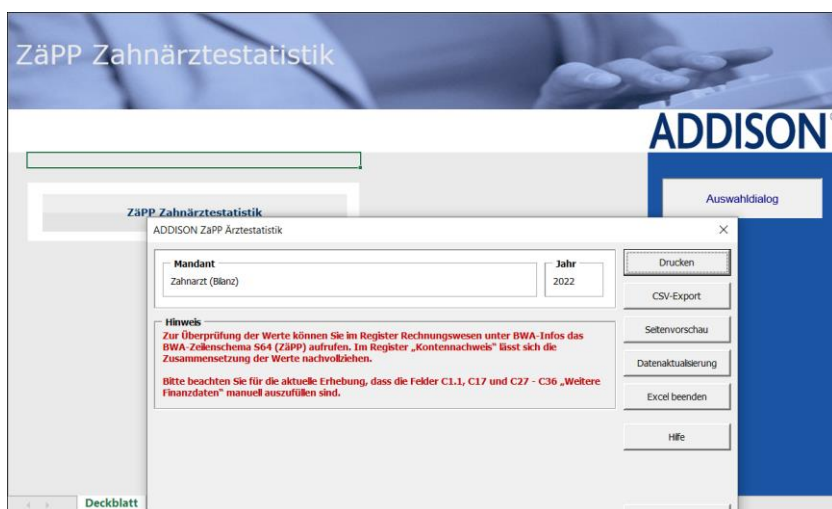 ZäPP Zahnärztestatistik
ADDISON
Auswahldialog
ZäPP Zahnärztestatistik
ADDISON ZäPP Ärztestatistik
Mandant
Zahnarzt (Bilanz)
Jahr
2022
Drucken
CSV-Export
Hinweis
Zur Überprüfung der Werte können Sie im Register Rechnungswesen unter BWA-Infos das
BWA-Zeilenschema S64 (ZäPP) aufrufen. Im Register „Kontennachweis" lässt sich die
Zusammensetzung der Werte nachvollziehen.
Bitte beachten Sie für die aktuelle Erhebung, dass die Felder C1.1, C17 und C27 - C36 „Weitere
Finanzdaten" manuell auszufüllen sind.
Seitenvorschau
Datenaktualisierung
Excel beenden
Hilfe
Deckblatt